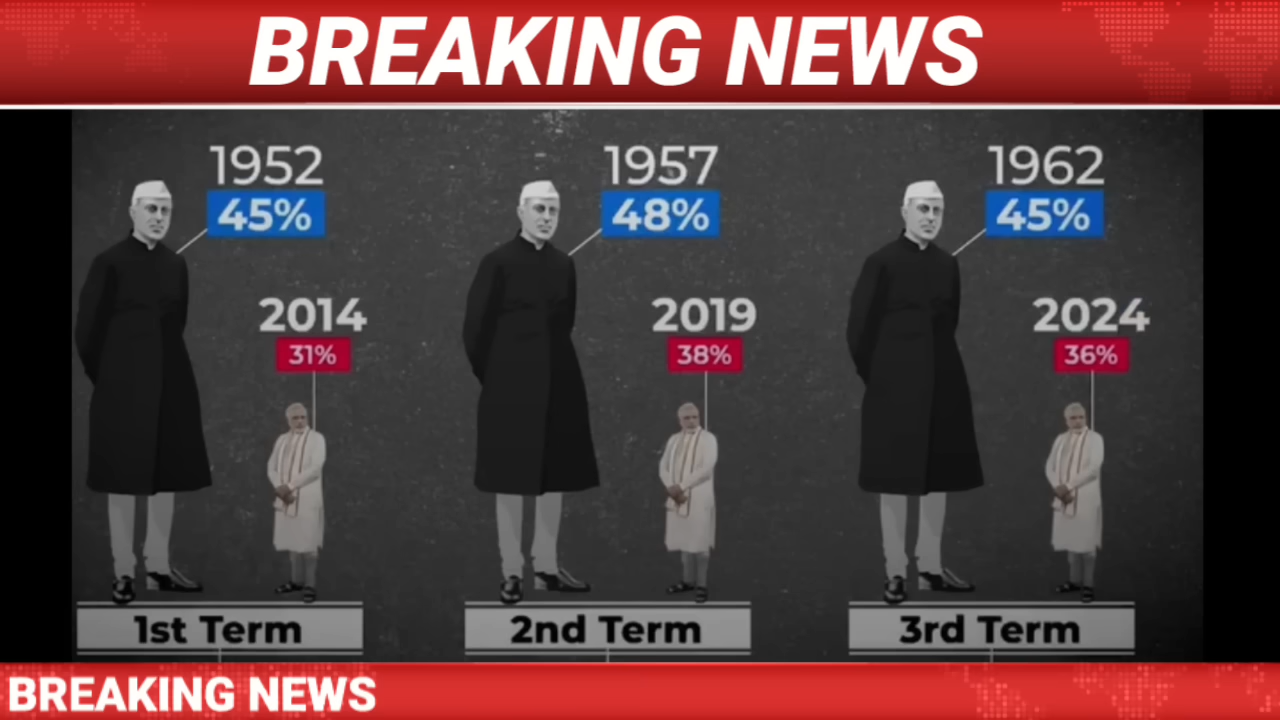 BREAKING NEWS
1952
45%
2014
31%
1st Term
1957
48%
2019
38%
2nd Term
1962
45%
2024
36%
3rd Term
BREAKING NEWS